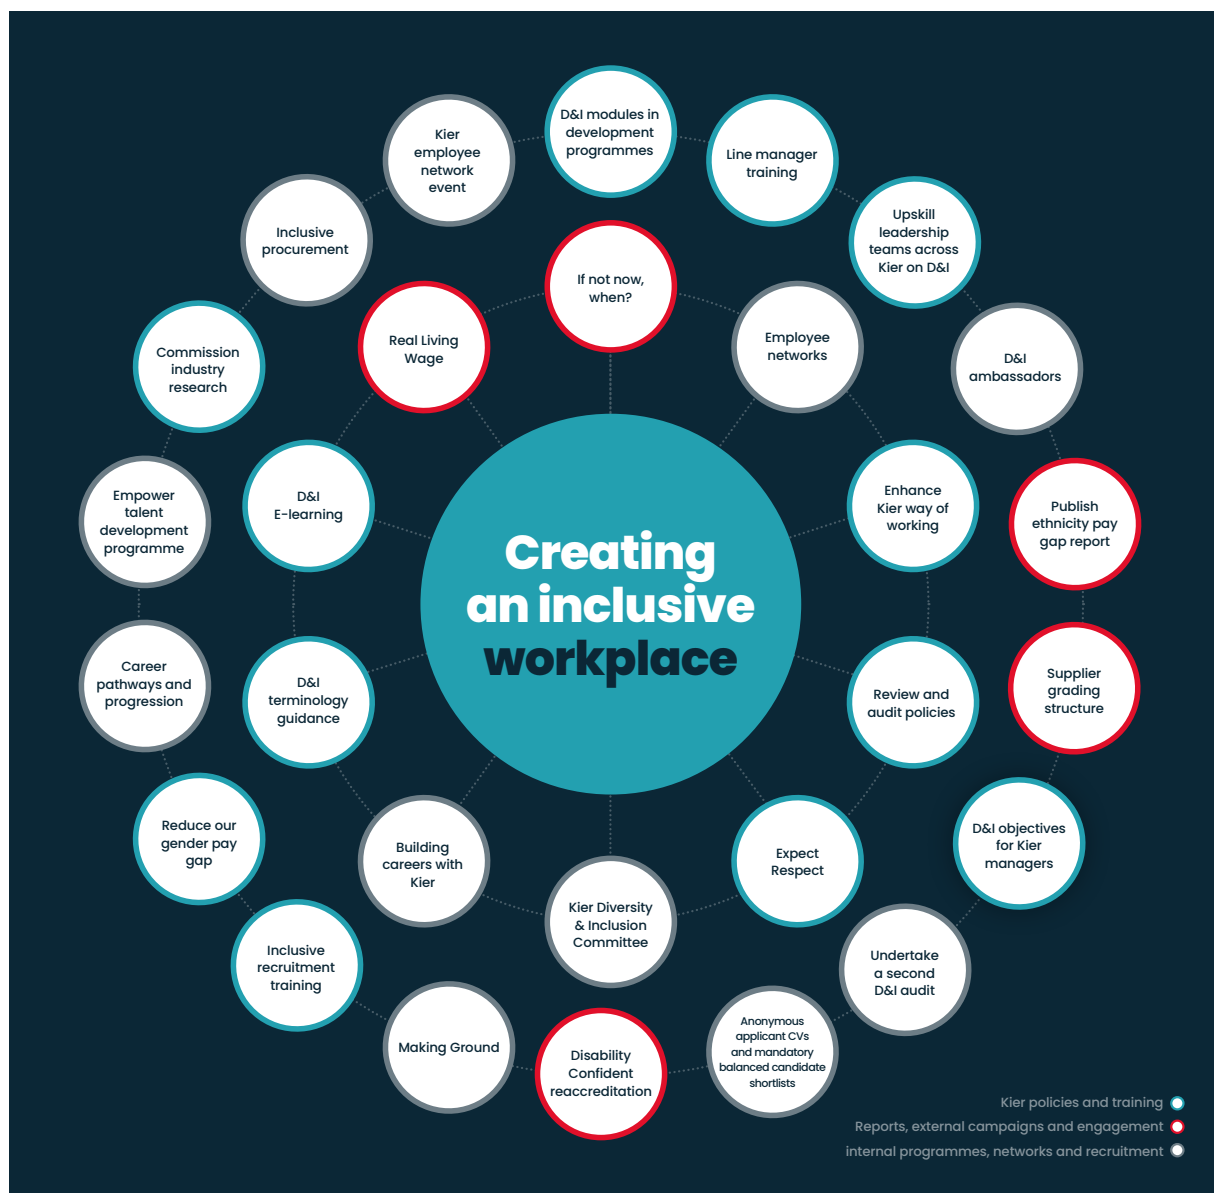 D&I modules in
development
programmes
Line manager
training
Upskill
leadership
teams across
Kier on D&I
D&I
ambassadors
Publish
ethnicity pay
gap report
Supplier
grading
structure
D&I objectives
for Kier
managers
Undertake
a second
D&I audit
Anonymous
applicant CVs
and mandatory
balanced candidate
shortlists
Disability
Confident
reaccreditation
Making Ground
Inclusive
recruitment
training
Reduce our
gender pay
gap
Career
pathways and
progression
Empower
talent
development
programme
Commission
industry
research
Inclusive
procurement
Kier
employee
network
event
If not now,
when?
Employee
networks
Enhance
Kier way of
working
Review and
audit policies
Expect
Respect
Kier Diversity
& Inclusion
Committee
Building
careers with
Kier
D&I
terminology
guidance
D&I
E-learning
Real Living
Wage
Creating
an inclusive
workplace
Kier policies and training
Reports, external campaigns and engagement
internal programmes, networks and recruitment